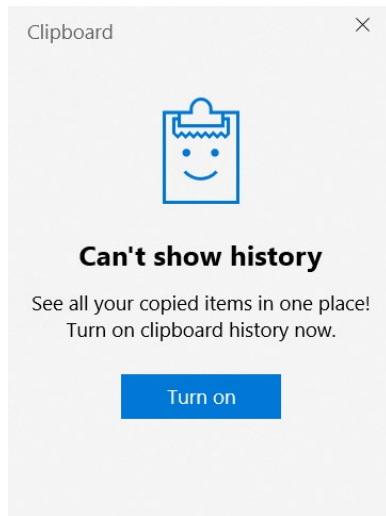 Clipboard
Can't show history
See all your copied items in one place!
Turn on clipboard history now.
Turn on